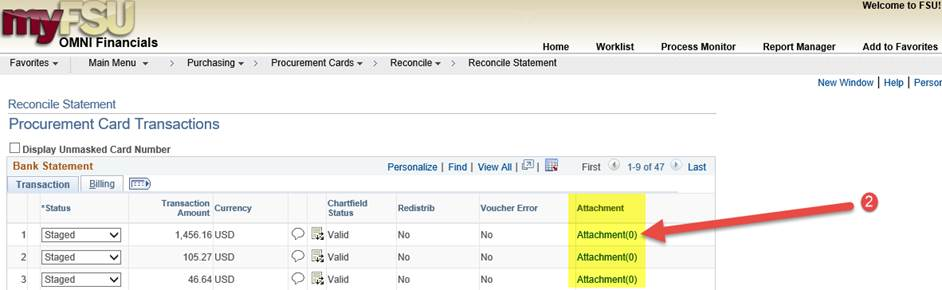 Welcome to FSU!
myFSU
OMNI Financials
Home Worklist Process Monitor Report Manager Add to Favorites
Favorites Main Menu > Purchasing > Procurement Cards > Reconcile > Reconcile Statement
New Window | Help | Perso
Reconcile Statement
Procurement Card Transactions
Display Unmasked Card Number
Bank Statement Personalize | Find | View All | | First 1-9 of 47 Last
Transaction Billing
*Status Transaction Amount Currency Chartfield Status Redistrib Voucher Error Attachment
2
1 Staged 1,456.16 USD Valid No No Attachment(0)
2 Staged 105.27 USD Valid No No Attachment(0)
3 Staged 46.64 USD Valid No No Attachment(0)